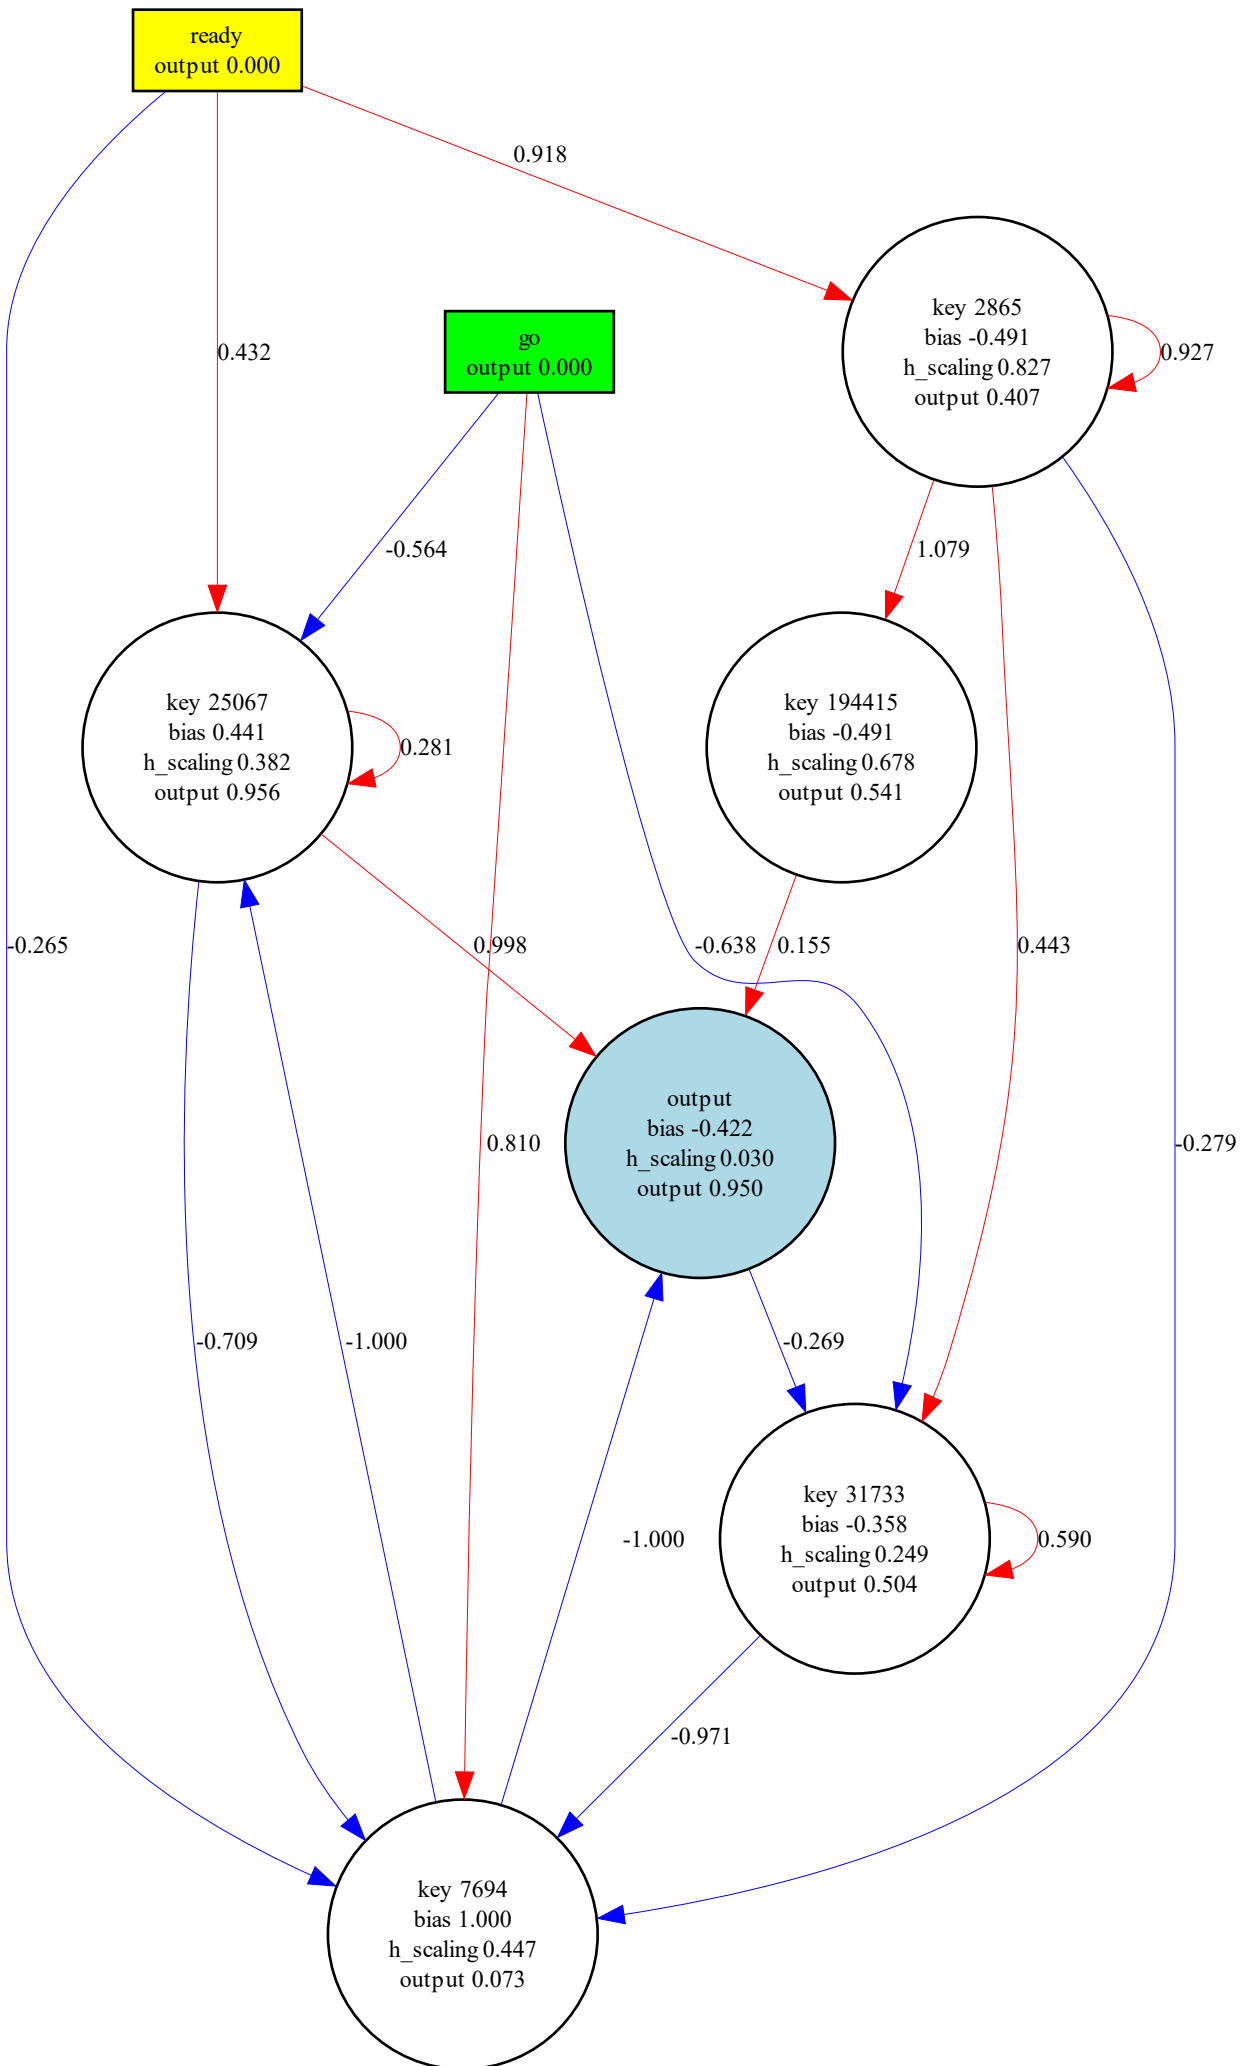 ready
output 0.000
0.918
go
output 0.000
0.432
key 2865
bias -0.491
h_scaling 0.827
output 0.407
0.927
-0.564
1.079
key 25067
bias 0.441
h_scaling 0.382
output 0.956
0.281
key 194415
bias -0.491
h_scaling 0.678
output 0.541
-0.265
0.998
-0.638
0.155
0.443
output
bias -0.422
h_scaling 0.030
output 0.950
0.810
-0.279
-0.709
-1.000
-0.269
-1.000
key 31733
bias -0.358
h_scaling 0.249
output 0.504
0.590
-0.971
key 7694
bias 1.000
h_scaling 0.447
output 0.073